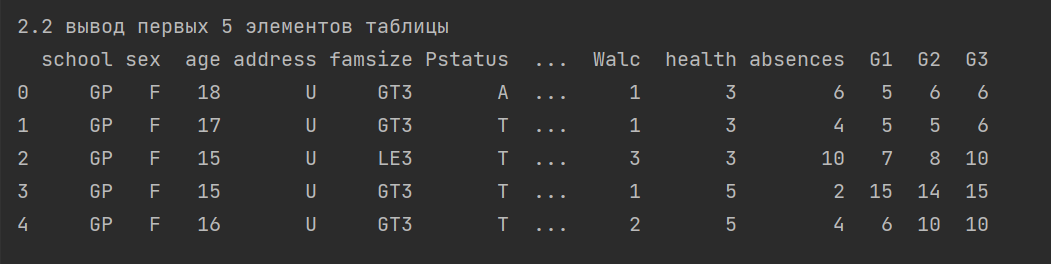 2.2 вывод первых 5 элементов таблицы
school sex age address famsize Pstatus ... Walc health absences G1 G2 G3
0 GP F 18 U GT3 A ... 1 3 6 5 6 6
1 GP F 17 U GT3 T ... 1 3 4 5 5 6
2 GP F 15 U LE3 T ... 3 3 10 7 8 10
3 GP F 15 U GT3 T ... 1 5 2 15 14 15
4 GP F 16 U GT3 T ... 2 5 4 6 10 10